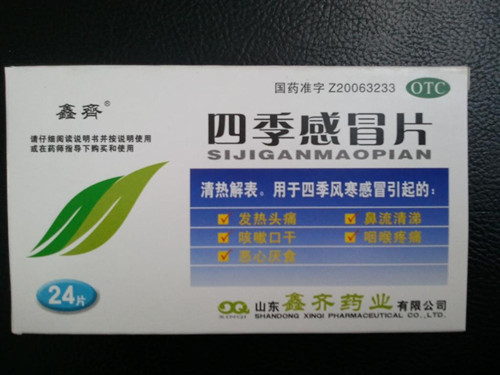 国药准字 Z20063233 OTC
鑫齊®
请仔细阅读说明书并按说明使用
或在药师指导下购买和使用
四季感冒片
SIJIGANMAOPIAN
清热解表。用于四季风寒感冒引起的:
发热头痛 鼻流清涕
咳嗽口干 咽喉疼痛
恶心厌食
24片
山东 鑫齐药业 有限公司
SHANDONG XINQI PHARMACEUTICAL CO.,LTD.